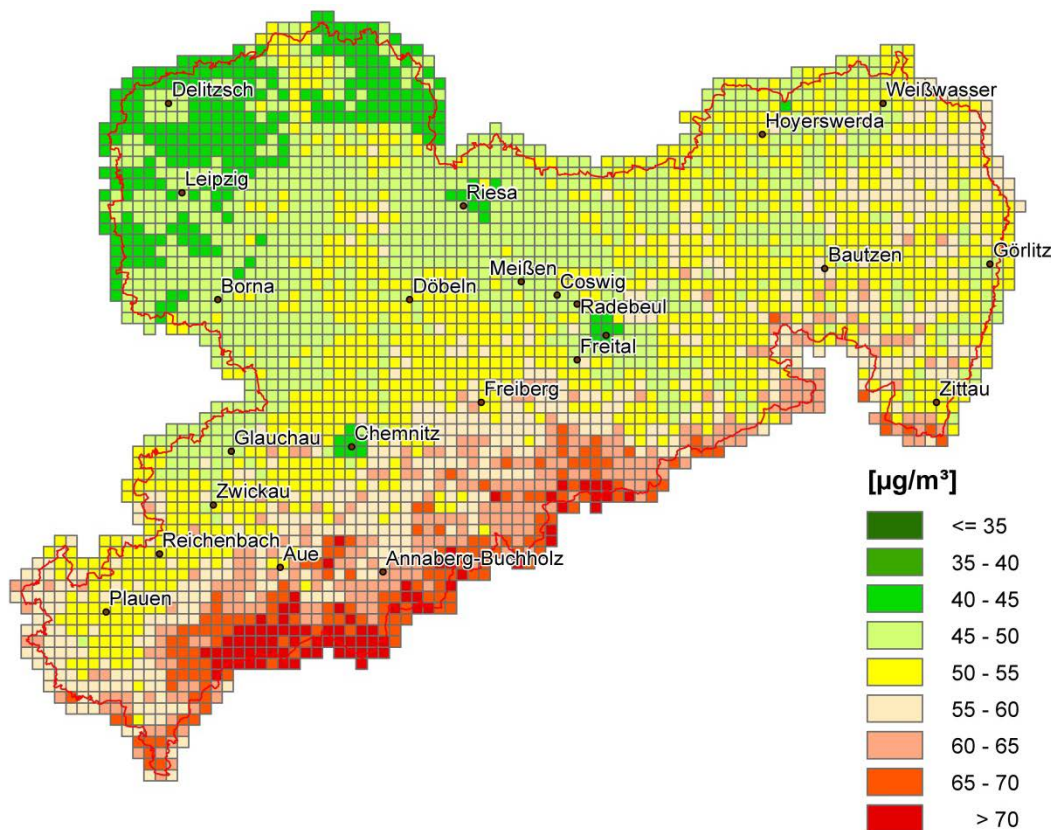 Delitzsch
Weißwasser
Hoyerswerda
Leipzig
Riesa
Görlitz
Bautzen
Meißen
Coswig
Borna
Döbeln
Radebeul
Freital
Freiberg
Zittau
Glauchau
Chemnitz
Zwickau
Reichenbach
Aue
Annaberg-Buchholz
Plauen
[µg/m³]
<= 35
35 - 40
40 - 45
45 - 50
50 - 55
55 - 60
60 - 65
65 - 70
> 70